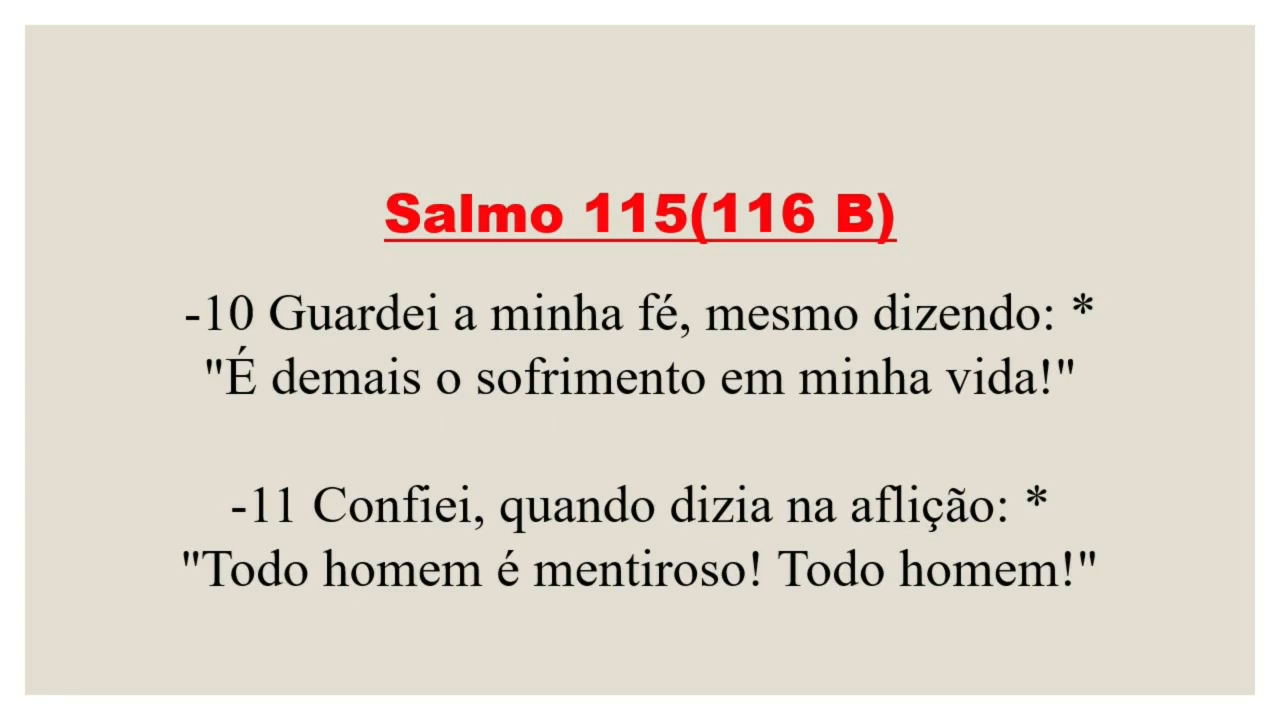 Salmo 115(116 B)
-10 Guardei a minha fé, mesmo dizendo: *
"É demais o sofrimento em minha vida!"
-11 Confiei, quando dizia na aflição: *
"Todo homem é mentiroso! Todo homem!"